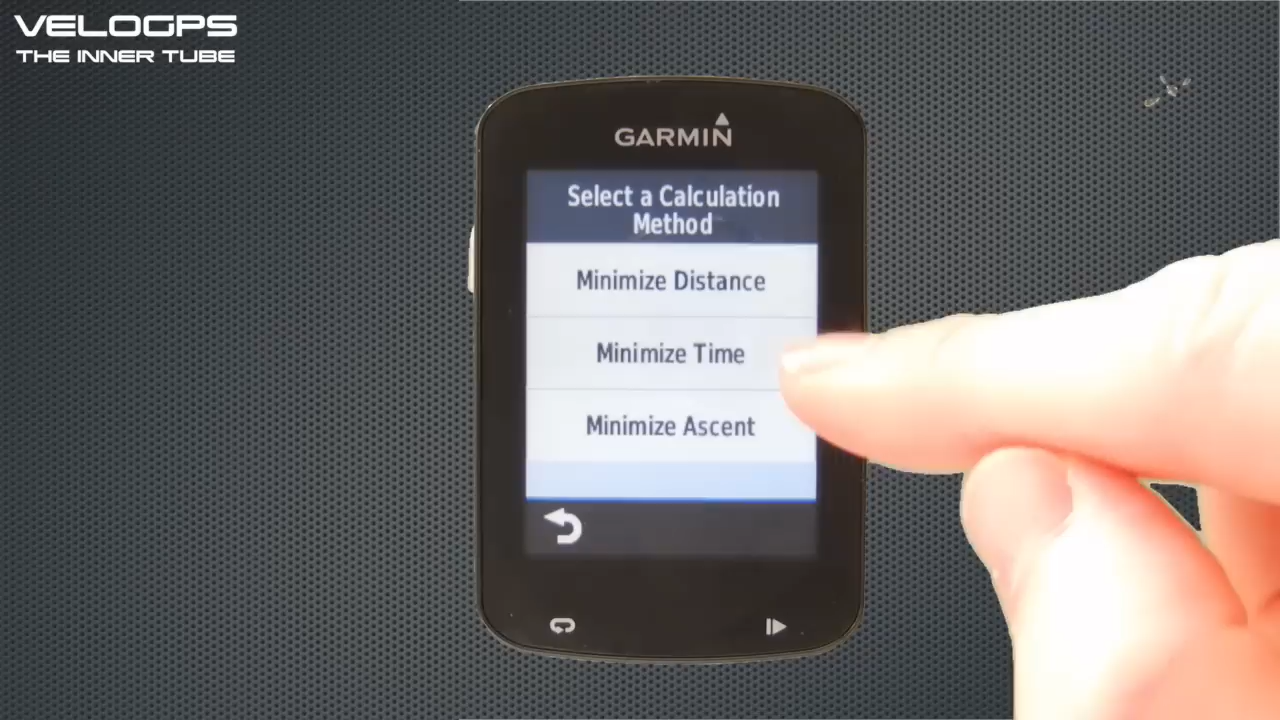 VELOGPS
THE INNER TUBE
GARMIN
Select a Calculation
Method
Minimize Distance
Minimize Time
Minimize Ascent